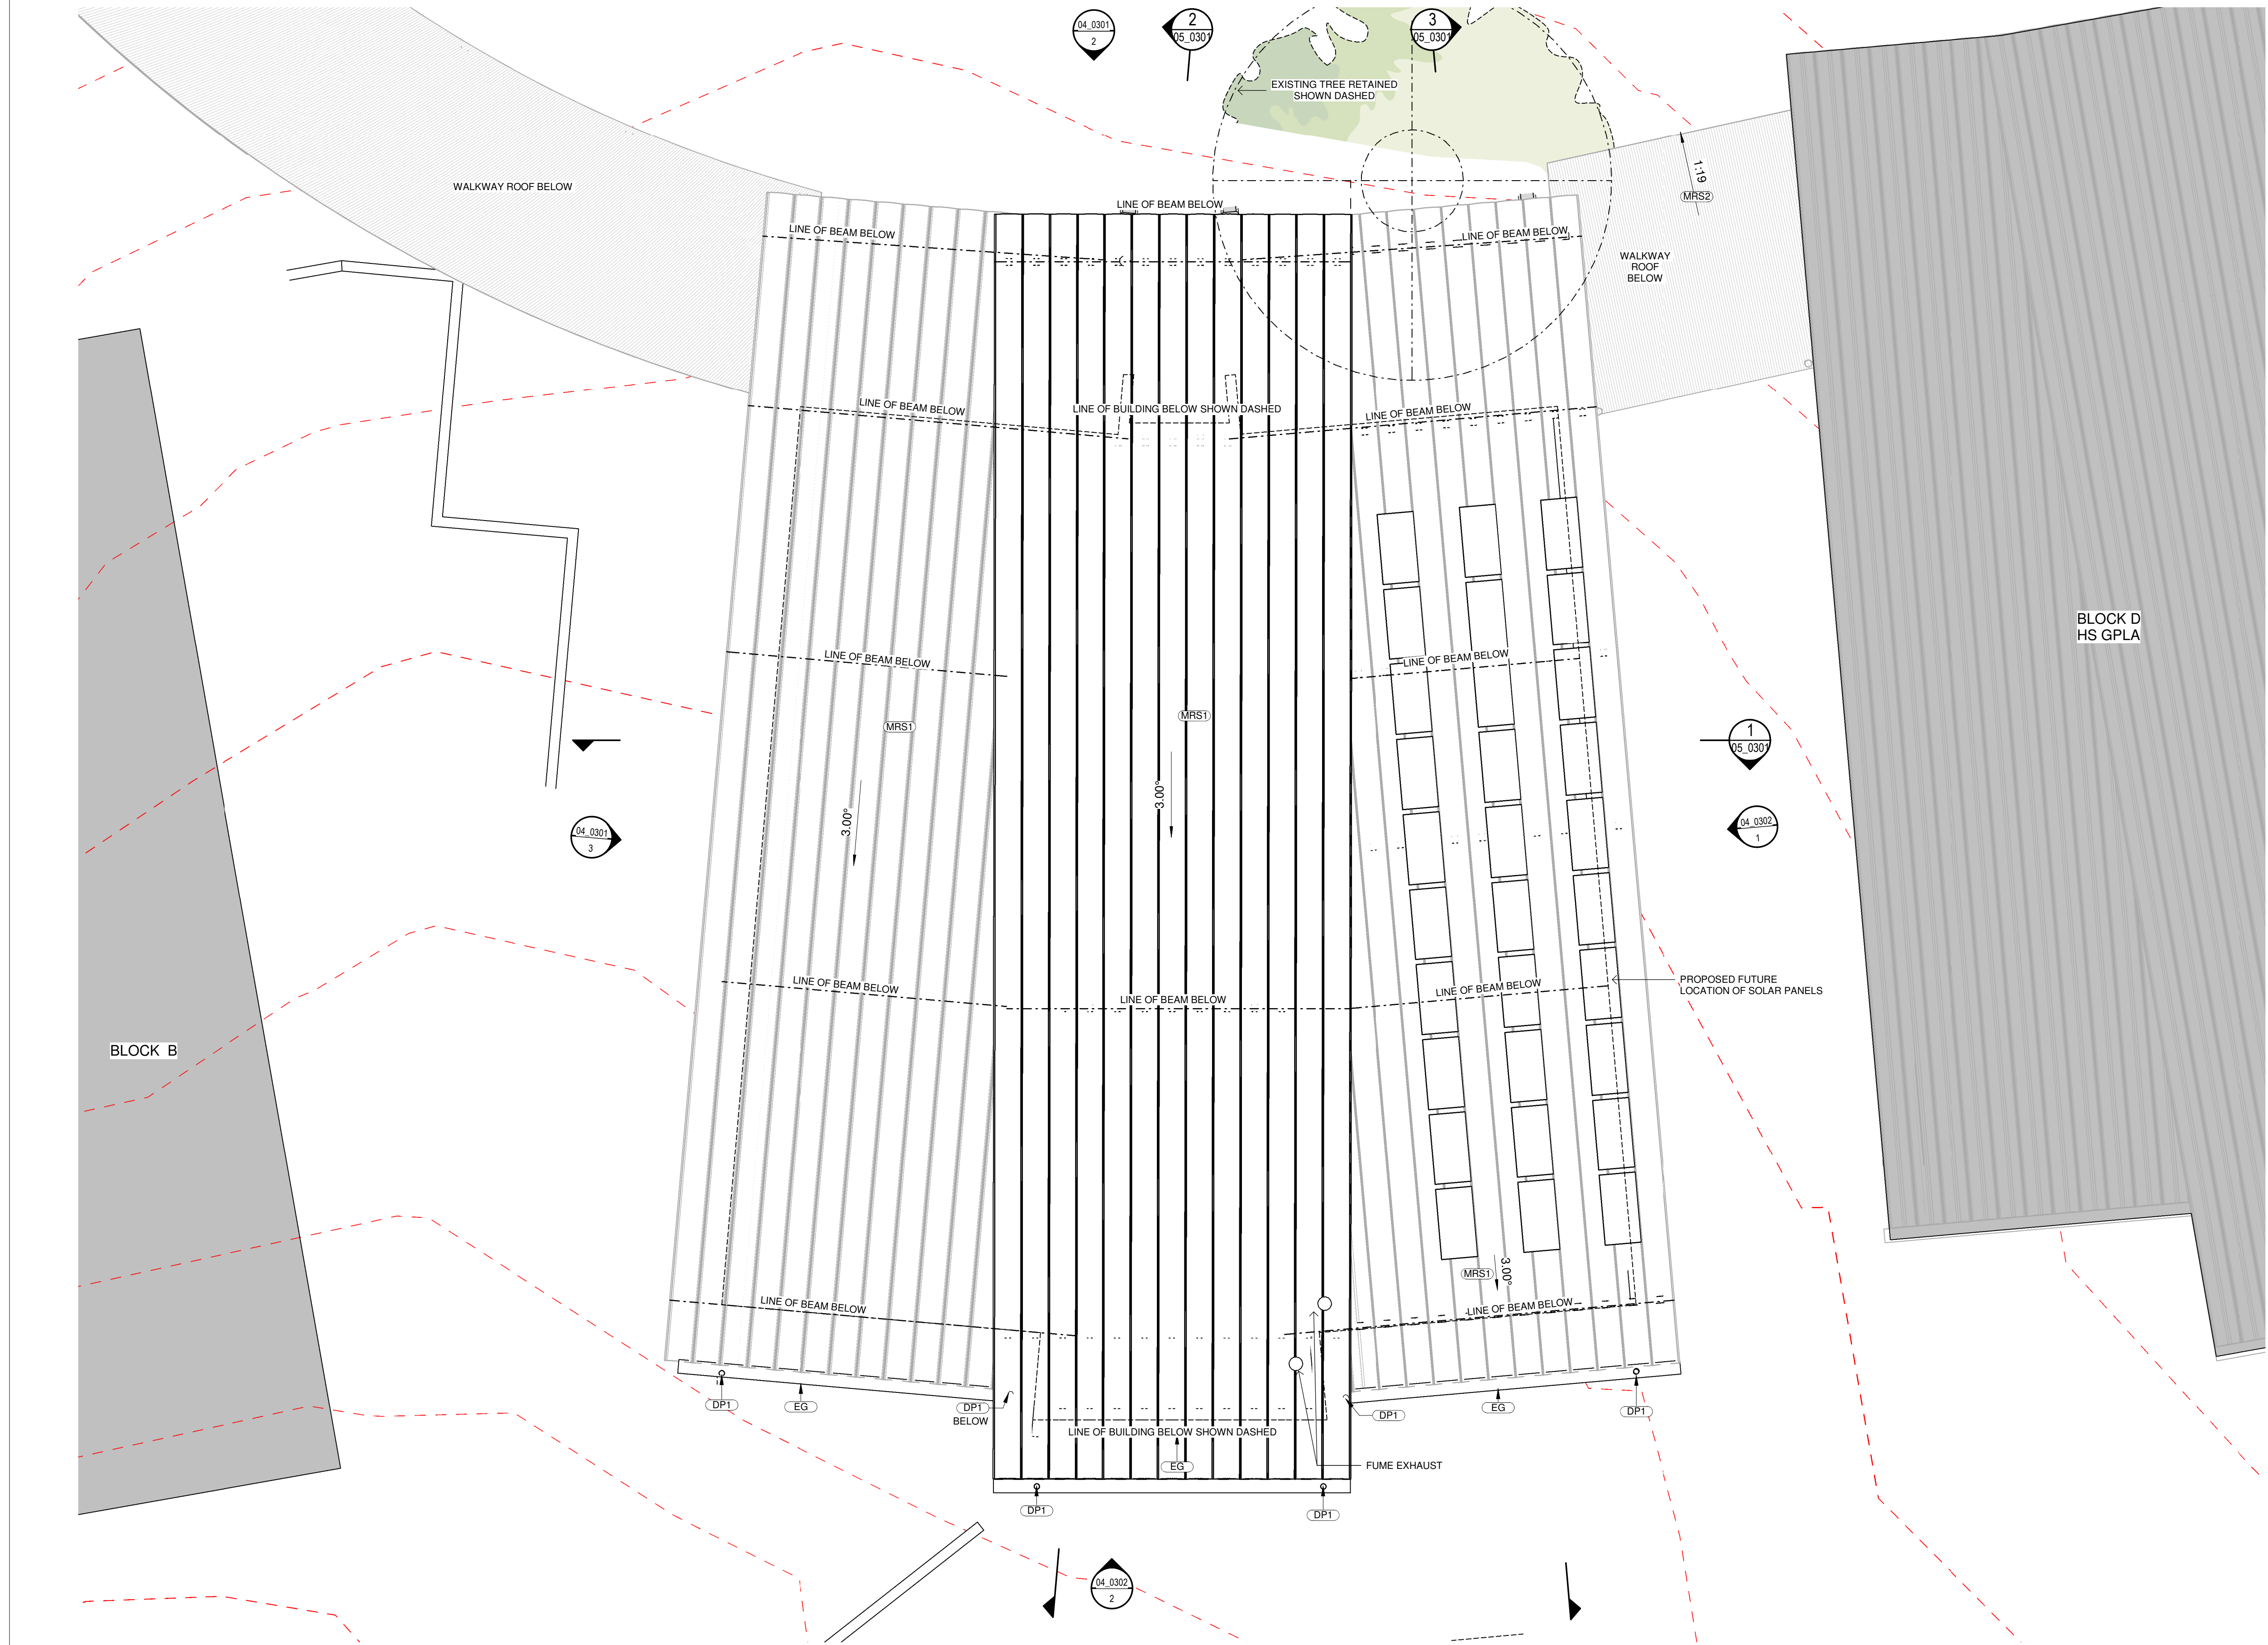 04_0301
2
2
05_0301
3
05_0301
EXISTING TREE RETAINED
SHOWN DASHED
WALKWAY ROOF BELOW
1:19
MRS2
LINE OF BEAM BELOW
LINE OF BEAM BELOW
LINE OF BEAM BELOW
WALKWAY
ROOF
BELOW
LINE OF BEAM BELOW
LINE OF BUILDING BELOW SHOWN DASHED
LINE OF BEAM BELOW
BLOCK D
HS GPLA
LINE OF BEAM BELOW
LINE OF BEAM BELOW
MRS1
MRS1
1
05_0301
3.00°
3.00°
04_0301
3
04_0302
1
LINE OF BEAM BELOW
LINE OF BEAM BELOW
LINE OF BEAM BELOW
PROPOSED FUTURE
LOCATION OF SOLAR PANELS
BLOCK B
MRS1
3.00°
LINE OF BEAM BELOW
LINE OF BEAM BELOW
DP1
EG
DP1
BELOW
DP1
EG
DP1
LINE OF BUILDING BELOW SHOWN DASHED
EG
FUME EXHAUST
DP1
DP1
04_0302
2